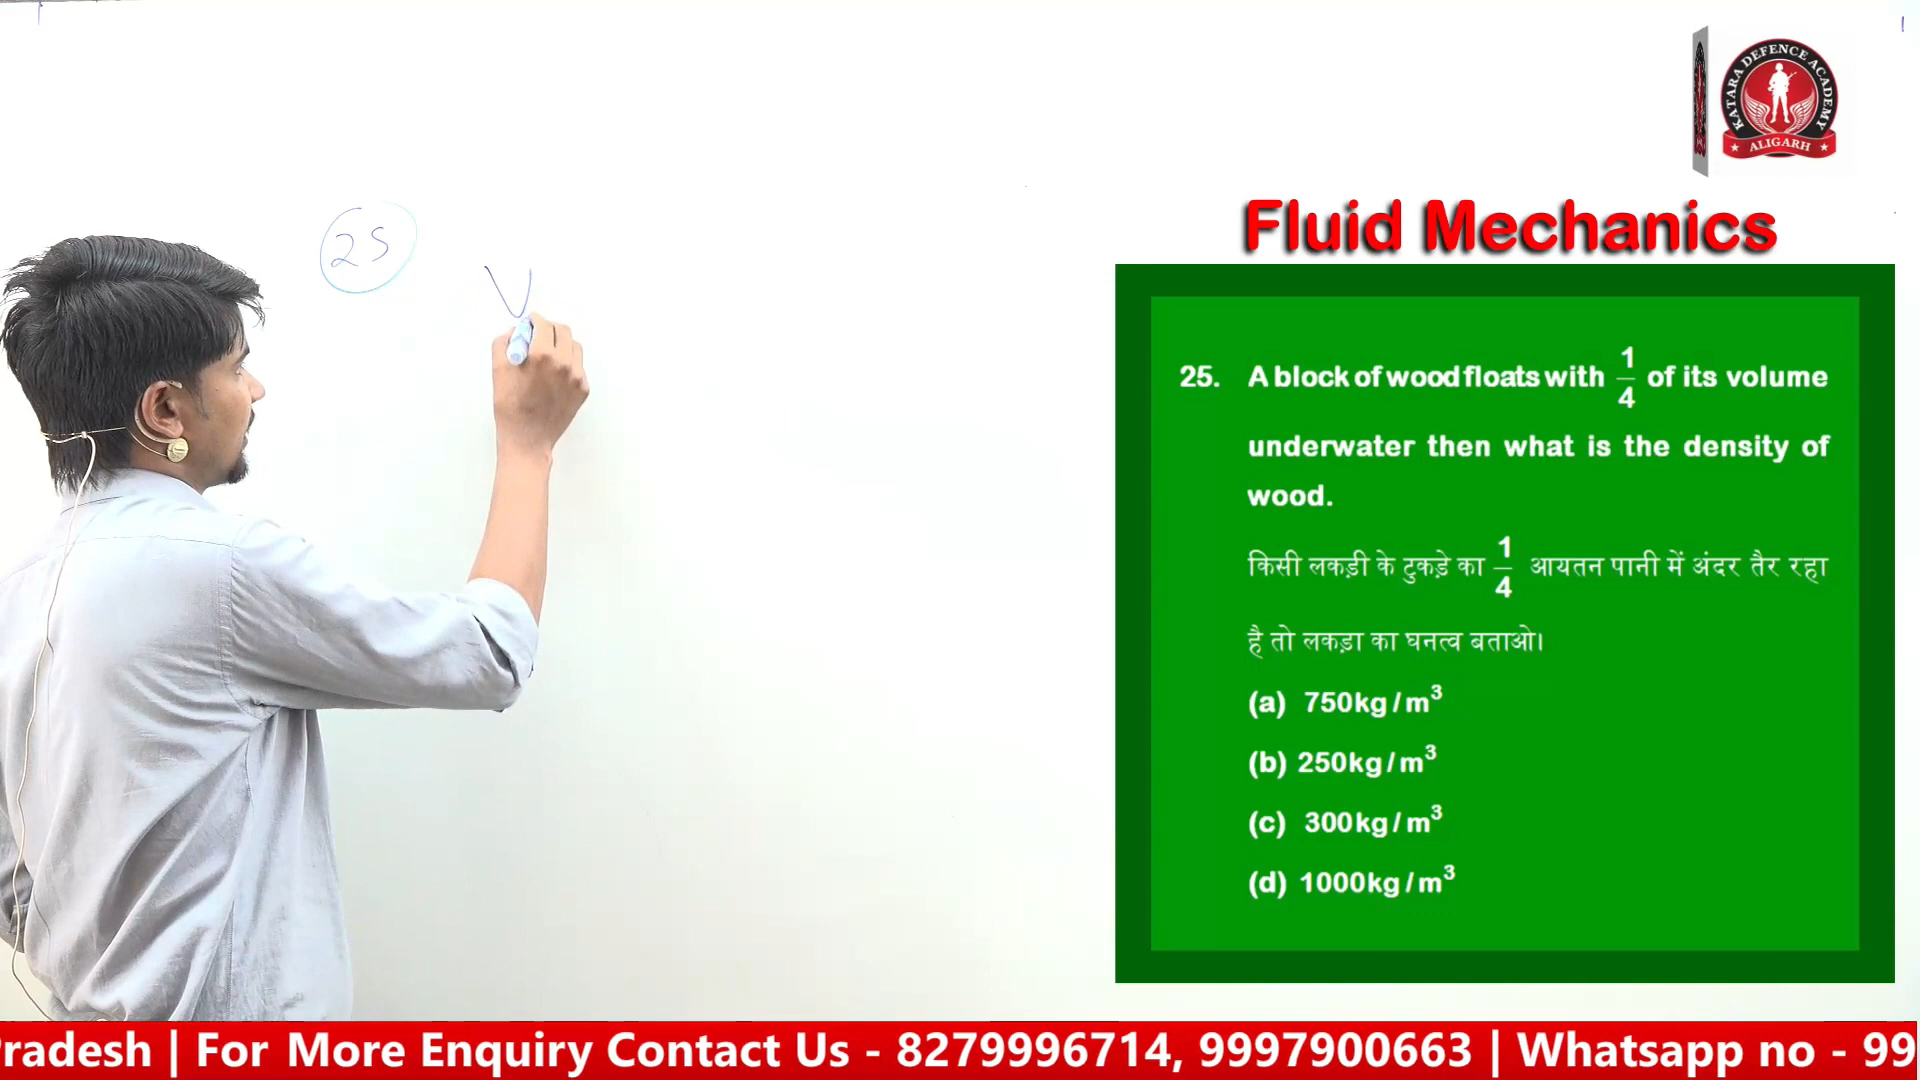 KATARA DEFENCE ACADEMY
ALIGARH
Fluid Mechanics
25
V
25. A block of wood floats with 1/4 of its volume
underwater then what is the density of
wood.
किसी लकड़ी के टुकड़े का 1/4 आयतन पानी में अंदर तैर रहा
है तो लकड़ा का घनत्व बताओ।
(a) 750kg/m³
(b) 250kg/m³
(c) 300kg/m³
(d) 1000kg/m³
Pradesh | For More Enquiry Contact Us - 8279996714, 9997900663 | Whatsapp no - 99